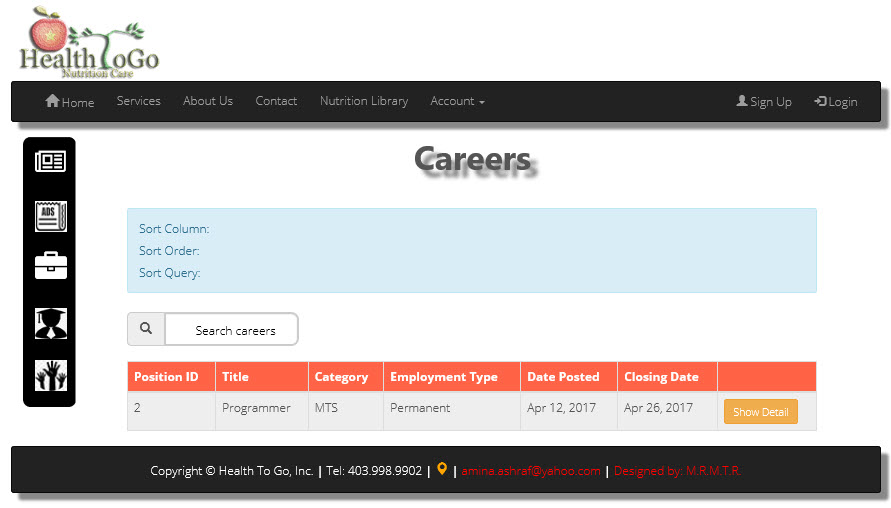 HealthToGo
Nutrition Care
Home Services About Us Contact Nutrition Library Account Sign Up Login
Careers
ADS
Sort Column:
Sort Order:
Sort Query:
Search careers
Position ID Title Category Employment Type Date Posted Closing Date
2 Programmer MTS Permanent Apr 12, 2017 Apr 26, 2017 Show Detail
Copyright © Health To Go, Inc. | Tel: 403.998.9902 | | amina.ashraf@yahoo.com | Designed by: M.R.M.T.R.